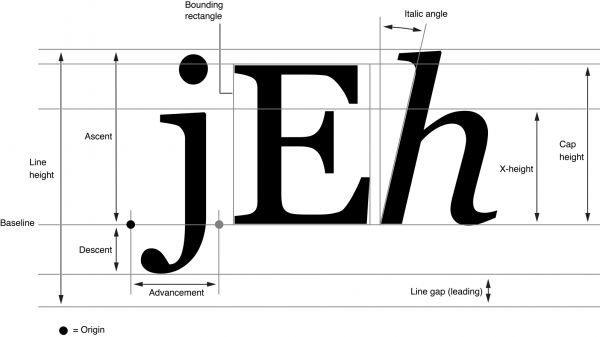 Bounding
rectangle
Italic angle
jEh
Ascent
Line
height
Cap
height
X-height
Baseline
Descent
Advancement
Line gap (leading)
= Origin